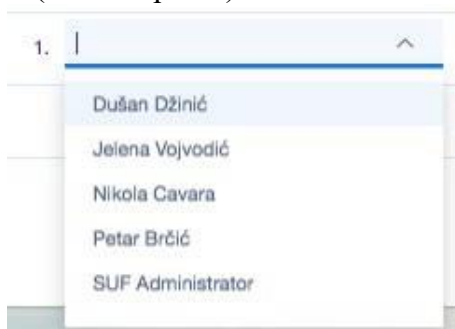 1.
Dušan Džinić
Jelena Vojvodić
Nikola Cavara
Petar Brčić
SUF Administrator